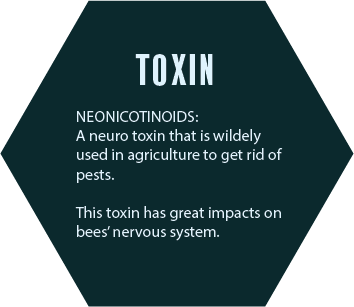 TOXIN
NEONICOTINOIDS:
A neuro toxin that is wildely
used in agriculture to get rid of
pests.
This toxin has great impacts on
bees’ nervous system.